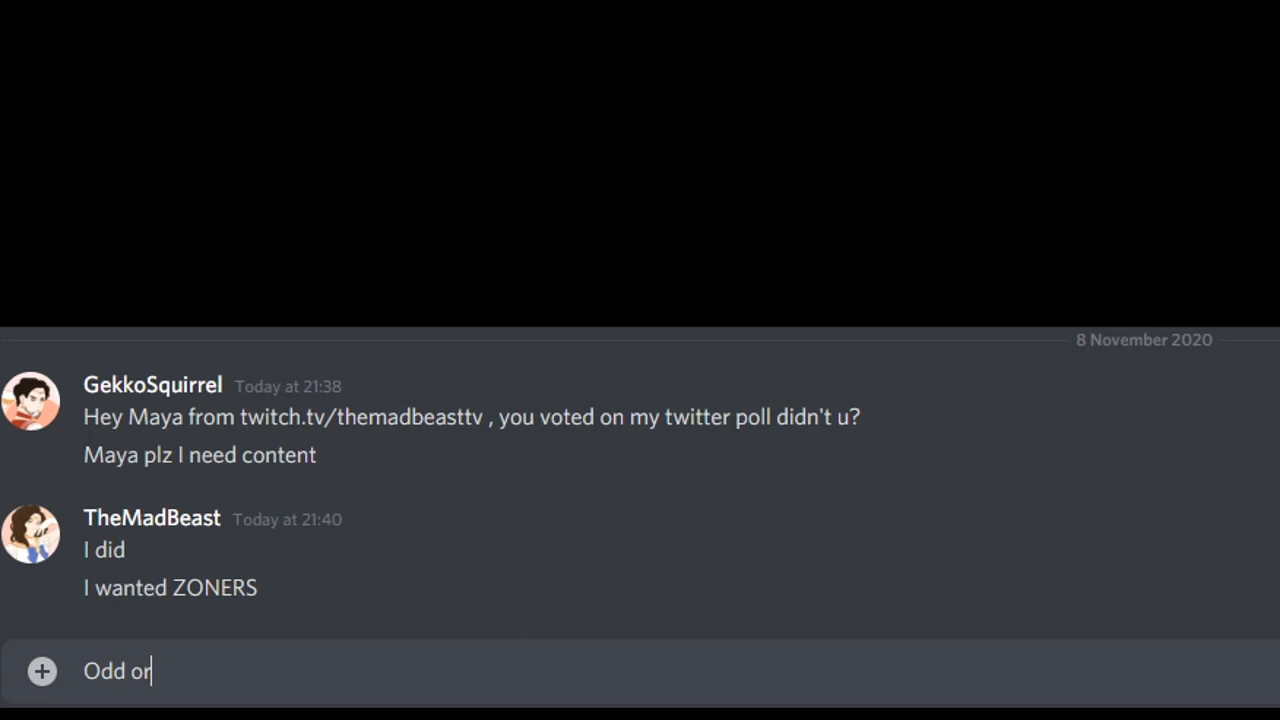 8 November 2020
GekkoSquirrel Today at 21:38
Hey Maya from twitch.tv/themadbeasttv , you voted on my twitter poll didn't u?
Maya plz I need content
TheMadBeast Today at 21:40
I did
I wanted ZONERS
Odd or